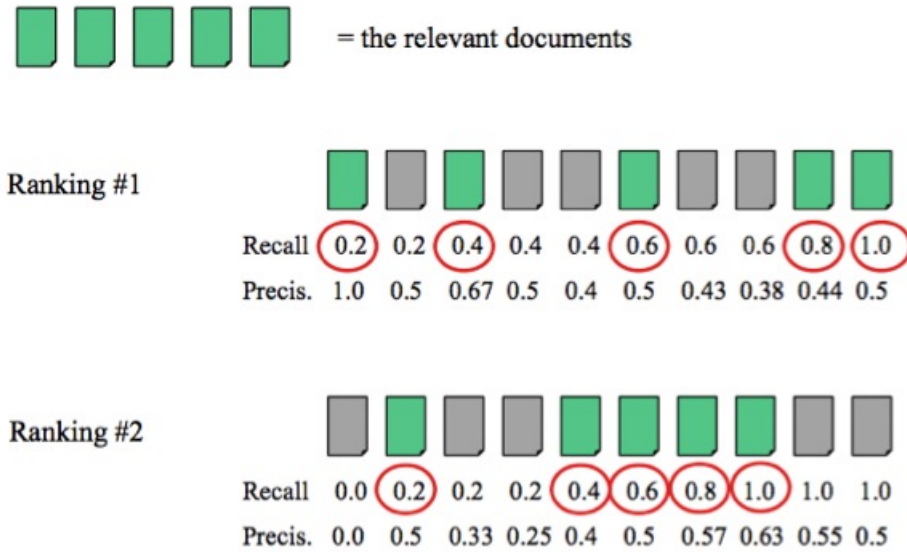 = the relevant documents
Ranking #1
Recall 0.2 0.2 0.4 0.4 0.4 0.6 0.6 0.6 0.8 1.0
Precis. 1.0 0.5 0.67 0.5 0.4 0.5 0.43 0.38 0.44 0.5
Ranking #2
Recall 0.0 0.2 0.2 0.2 0.4 0.6 0.8 1.0 1.0 1.0
Precis. 0.0 0.5 0.33 0.25 0.4 0.5 0.57 0.63 0.55 0.5